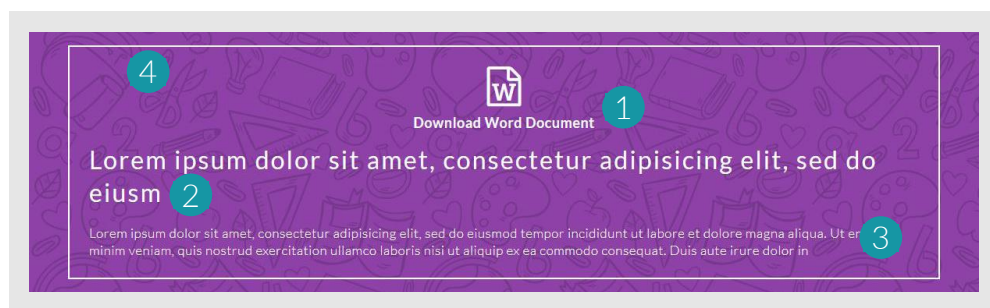 4
W
Download Word Document 1
Lorem ipsum dolor sit amet, consectetur adipisicing elit, sed do
eiusm 2
Lorem ipsum dolor sit amet, consectetur adipisicing elit, sed do eiusmod tempor incididunt ut labore et dolore magna aliqua. Ut 3
minim veniam, quis nostrud exercitation ullamco laboris nisi ut aliquip ex ea commodo consequat. Duis aute irure dolor in